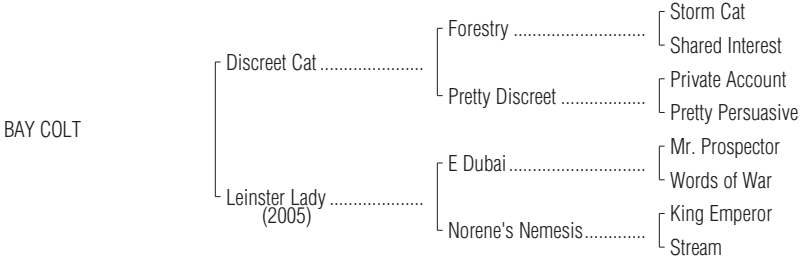 Storm Cat
Forestry ............................
Shared Interest
Discreet Cat ......................
Private Account
Pretty Discreet ..................
Pretty Persuasive
BAY COLT
Mr. Prospector
E Dubai .............................
Words of War
Leinster Lady ....................
(2005)
King Emperor
Norene's Nemesis.............
Stream